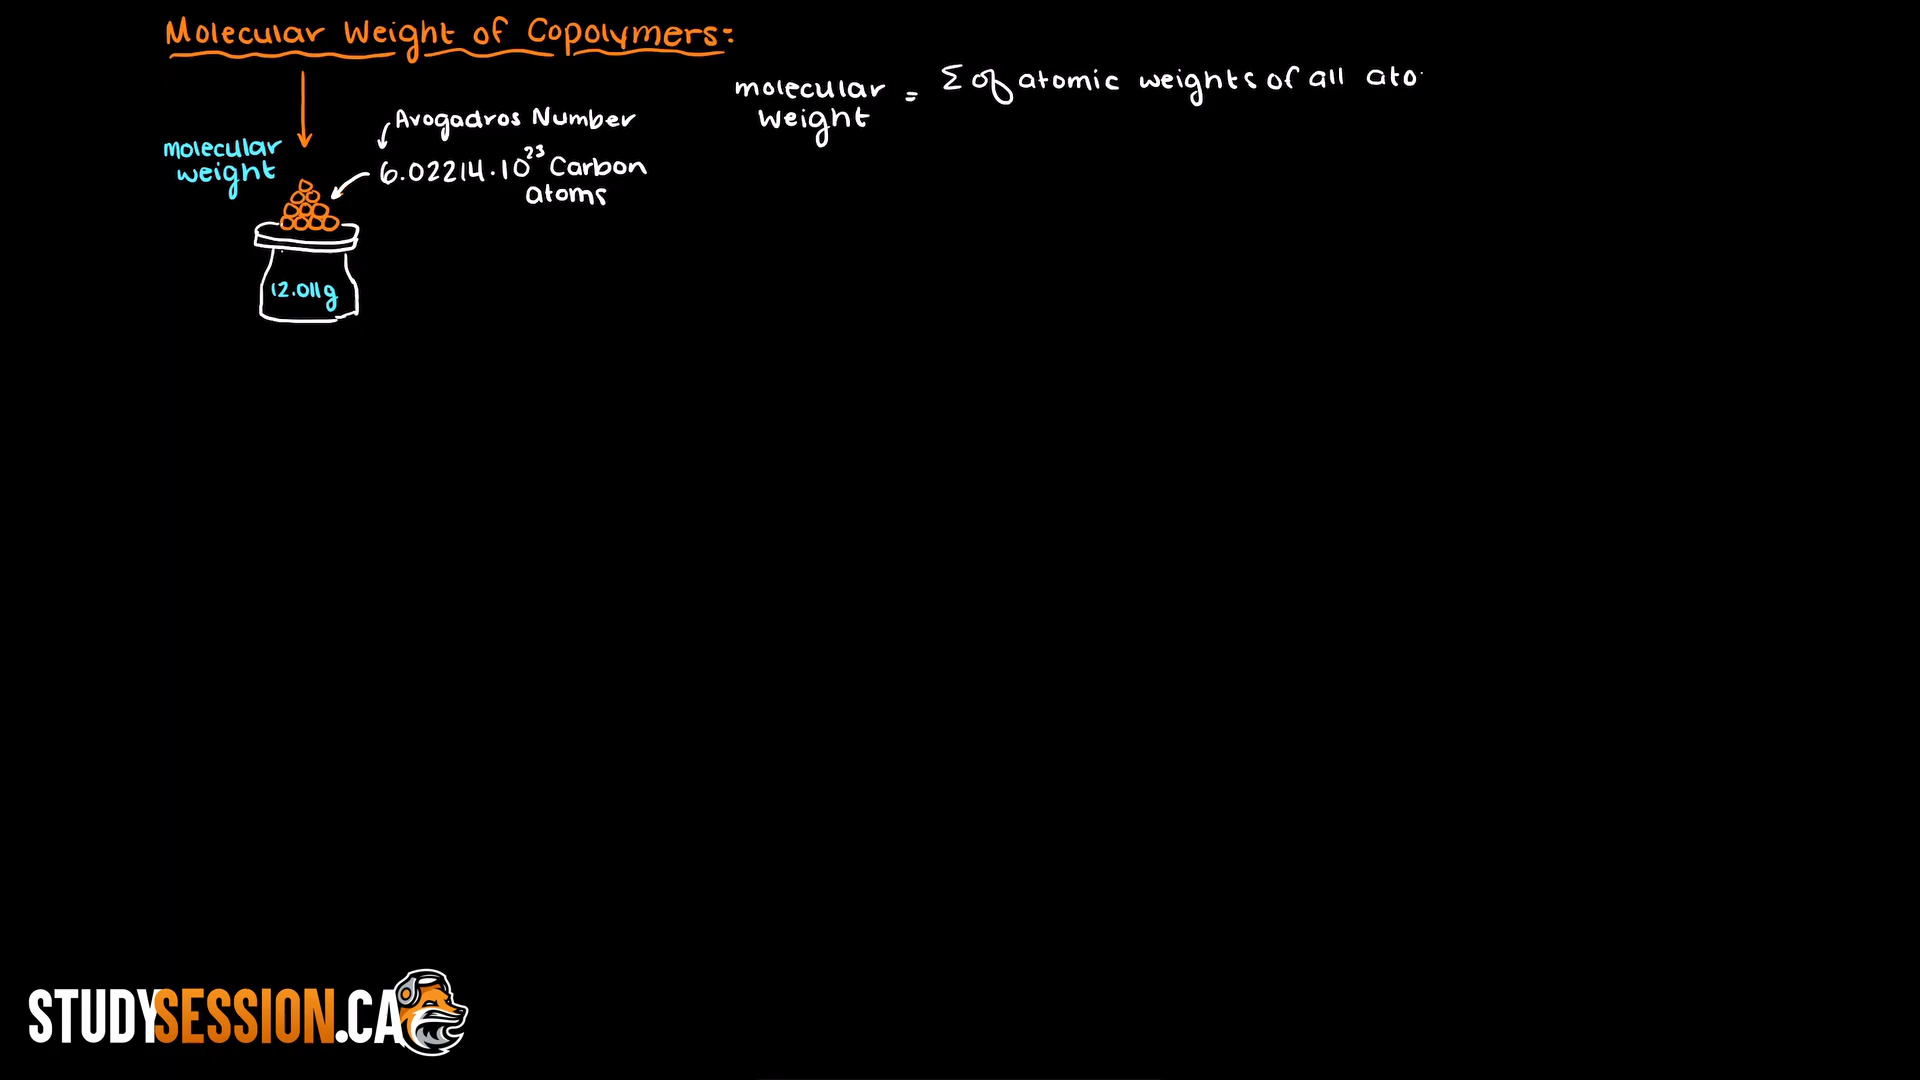 Molecular Weight of Copolymers:
molecular
weight
=
Σ of atomic weights of all ato
Avogadros Number
6.02214·10²³ Carbon
atoms
molecular
weight
12.011g
STUDYSESSION.CA